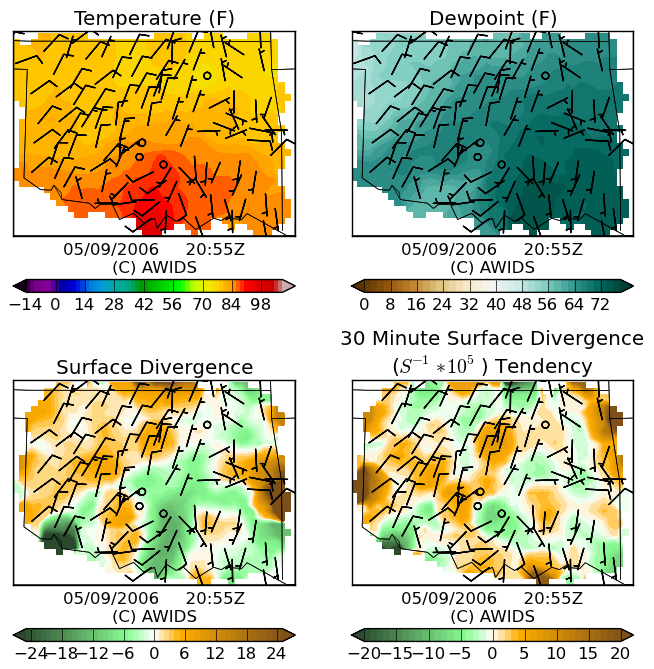 Temperature (F)
Dewpoint (F)
05/09/2006 20:55Z
(C) AWIDS
−14 0 14 28 42 56 70 84 98
05/09/2006 20:55Z
(C) AWIDS
0 8 16 24 32 40 48 56 64 72
Surface Divergence
30 Minute Surface Divergence
(S⁻¹ *10⁵ ) Tendency
05/09/2006 20:55Z
(C) AWIDS
−24 −18 −12 −6 0 6 12 18 24
05/09/2006 20:55Z
(C) AWIDS
−20 −15 −10 −5 0 5 10 15 20